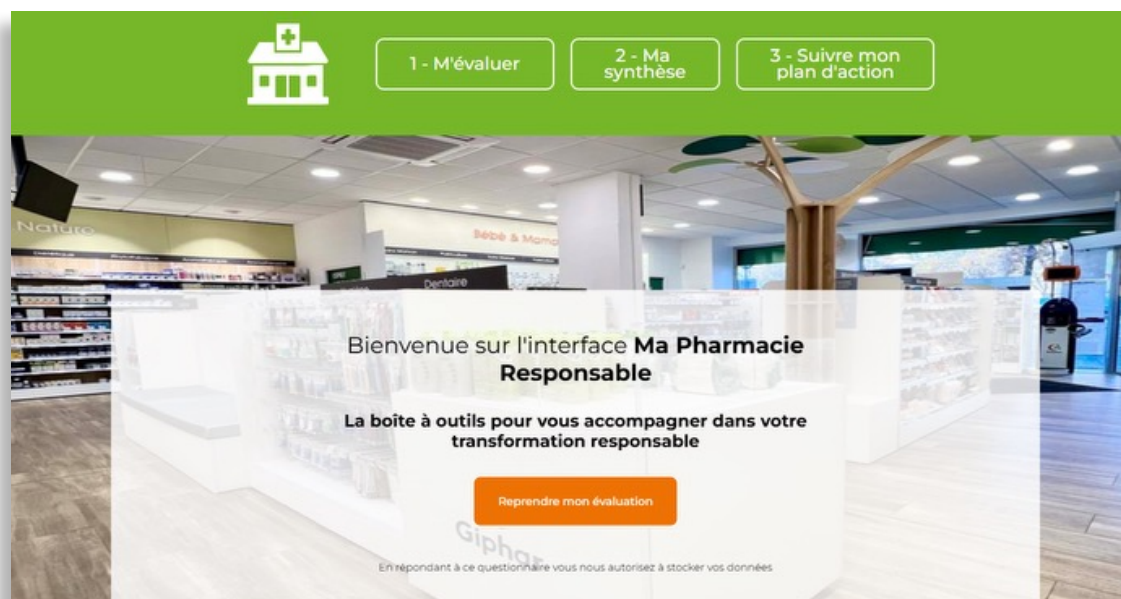 1 - M'évaluer
2 - Ma
synthèse
3 - Suivre mon
plan d'action
Nature
Bébé & Mama
Dentaire
Bienvenue sur l'interface Ma Pharmacie
Responsable
La boîte à outils pour vous accompagner dans votre
transformation responsable
Reprendre mon évaluation
Giphar
En répondant à ce questionnaire vous nous autorisez à stocker vos données